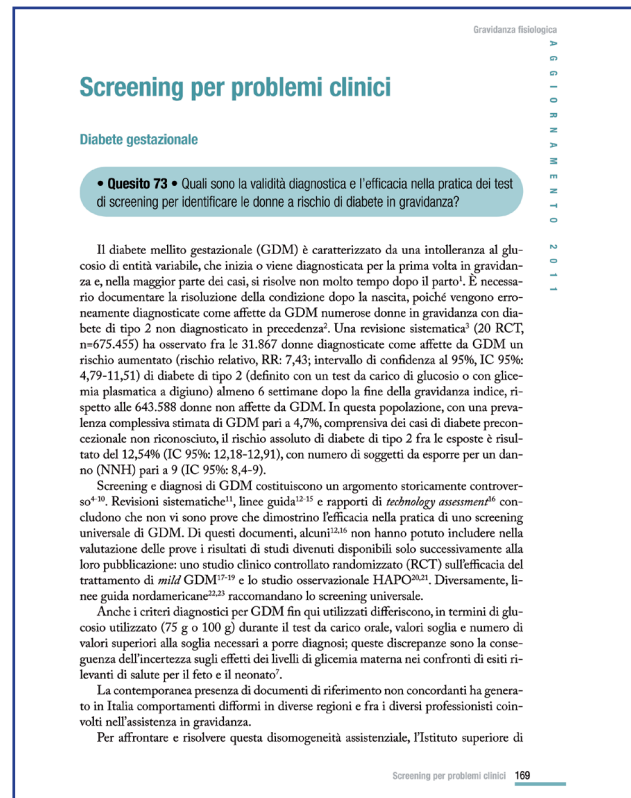 Gravidanza fisiologica
AGGIORNAMENTO 2011
Screening per problemi clinici
Diabete gestazionale
• Quesito 73 • Quali sono la validità diagnostica e l'efficacia nella pratica dei test
di screening per identificare le donne a rischio di diabete in gravidanza?
Il diabete mellito gestazionale (GDM) è caratterizzato da una intolleranza al glu-
cosio di entità variabile, che inizia o viene diagnosticata per la prima volta in gravidan-
za e, nella maggior parte dei casi, si risolve non molto tempo dopo il parto¹. È necessa-
rio documentare la risoluzione della condizione dopo la nascita, poiché vengono erro-
neamente diagnosticate come affette da GDM numerose donne in gravidanza con dia-
bete di tipo 2 non diagnosticato in precedenza². Una revisione sistematica³ (20 RCT,
n=675.455) ha osservato fra le 31.867 donne diagnosticate come affette da GDM un
rischio aumentato (rischio relativo, RR: 7,43; intervallo di confidenza al 95%, IC 95%:
4,79-11,51) di diabete di tipo 2 (definito con un test da carico di glucosio o con glice-
mia plasmatica a digiuno) almeno 6 settimane dopo la fine della gravidanza indice, ri-
spetto alle 643.588 donne non affette da GDM. In questa popolazione, con una preva-
lenza complessiva stimata di GDM pari a 4,7%, comprensiva dei casi di diabete precon-
cezionale non riconosciuto, il rischio assoluto di diabete di tipo 2 fra le esposte è risul-
tato del 12,54% (IC 95%: 12,18-12,91), con numero di soggetti da esporre per un dan-
no (NNH) pari a 9 (IC 95%: 8,4-9).
Screening e diagnosi di GDM costituiscono un argomento storicamente controver-
so⁴⁻¹⁰. Revisioni sistematiche¹¹, linee guida¹²⁻¹⁵ e rapporti di technology assessment¹⁶ con-
cludono che non vi sono prove che dimostrino l'efficacia nella pratica di uno screening
universale di GDM. Di questi documenti, alcuni¹²,¹⁶ non hanno potuto includere nella
valutazione delle prove i risultati di studi divenuti disponibili solo successivamente alla
loro pubblicazione: uno studio clinico controllato randomizzato (RCT) sull'efficacia del
trattamento di mild GDM¹⁷⁻¹⁹ e lo studio osservazionale HAPO²⁰,²¹. Diversamente, li-
nee guida nordamericane²²,²³ raccomandano lo screening universale.
Anche i criteri diagnostici per GDM fin qui utilizzati differiscono, in termini di glu-
cosio utilizzato (75 g o 100 g) durante il test da carico orale, valori soglia e numero di
valori superiori alla soglia necessari a porre diagnosi; queste discrepanze sono la conse-
guenza dell'incertezza sugli effetti dei livelli di glicemia materna nei confronti di esiti ri-
levanti di salute per il feto e il neonato⁷.
La contemporanea presenza di documenti di riferimento non concordanti ha genera-
to in Italia comportamenti difformi in diverse regioni e fra i diversi professionisti coin-
volti nell'assistenza in gravidanza.
Per affrontare e risolvere questa disomogeneità assistenziale, l'Istituto superiore di
Screening per problemi clinici 169